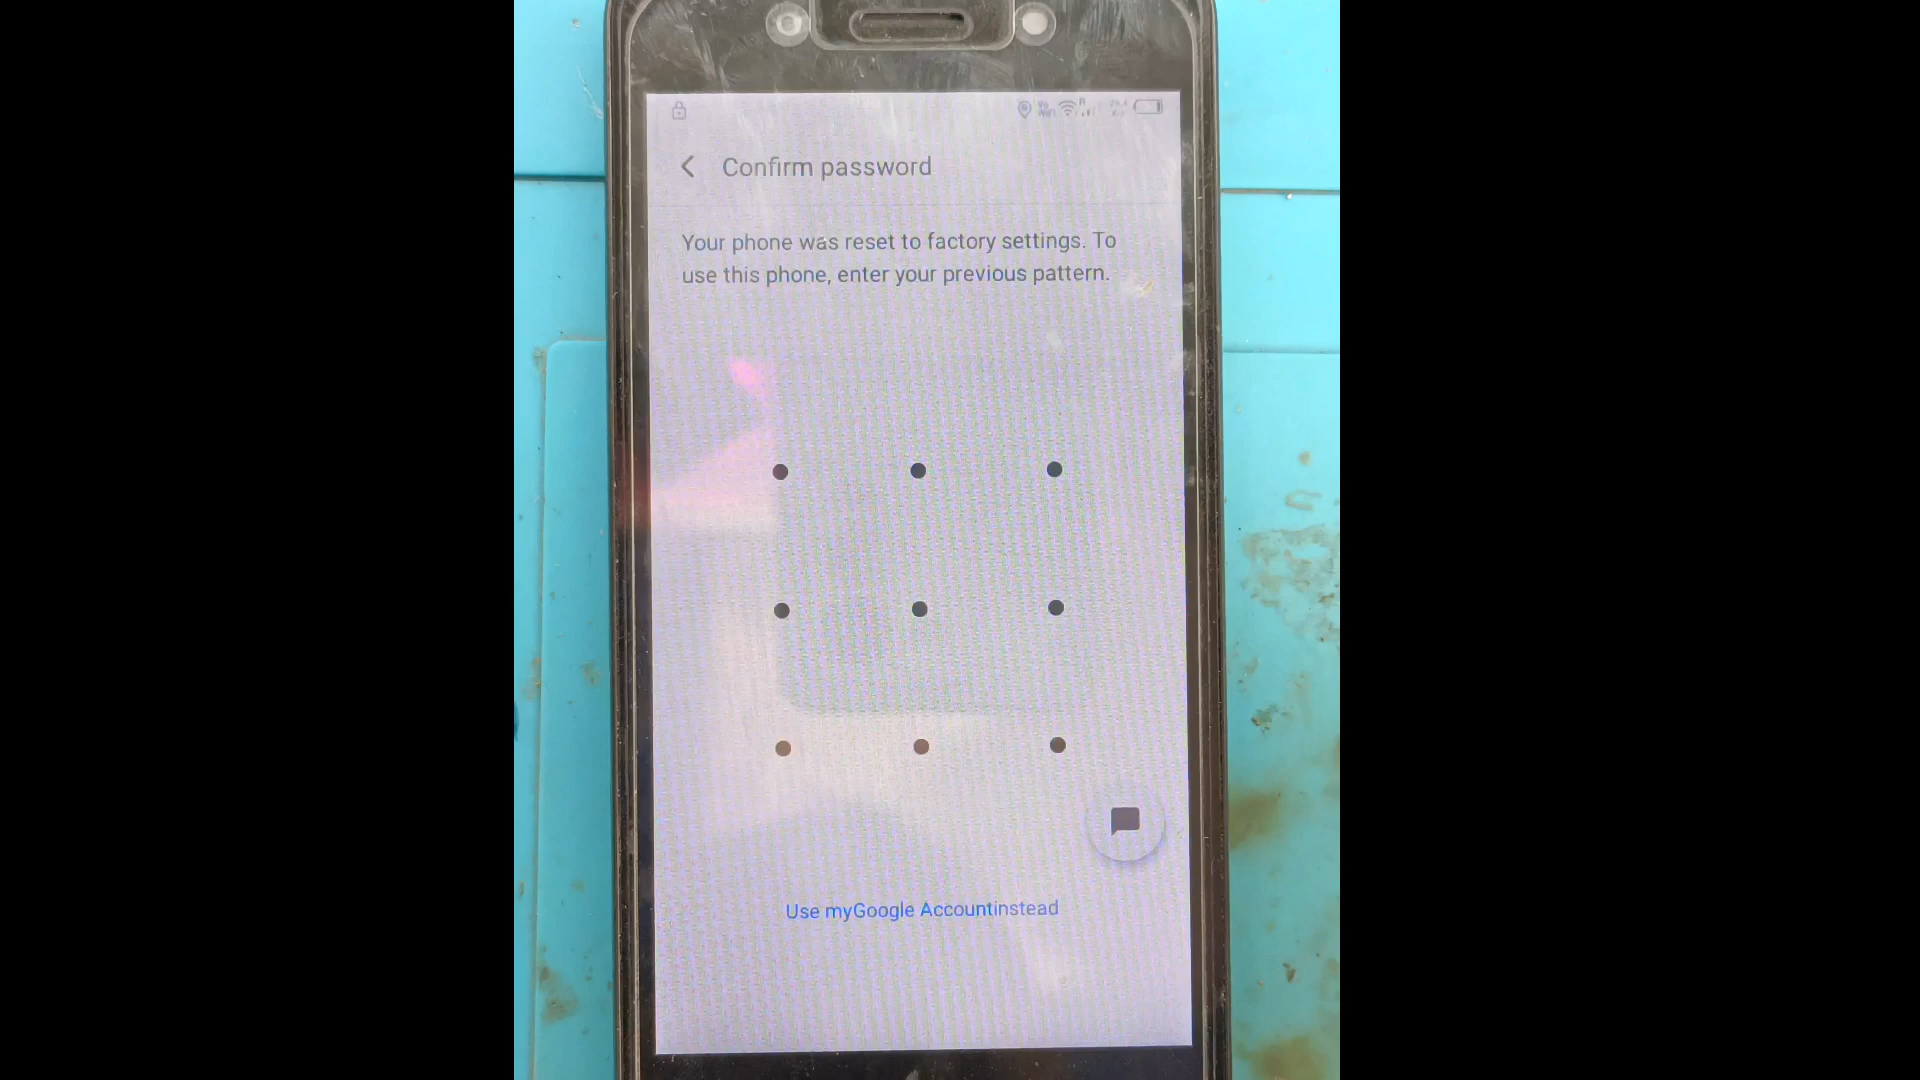 Confirm password
Your phone was reset to factory settings. To
use this phone, enter your previous pattern.
Use myGoogle Accountinstead